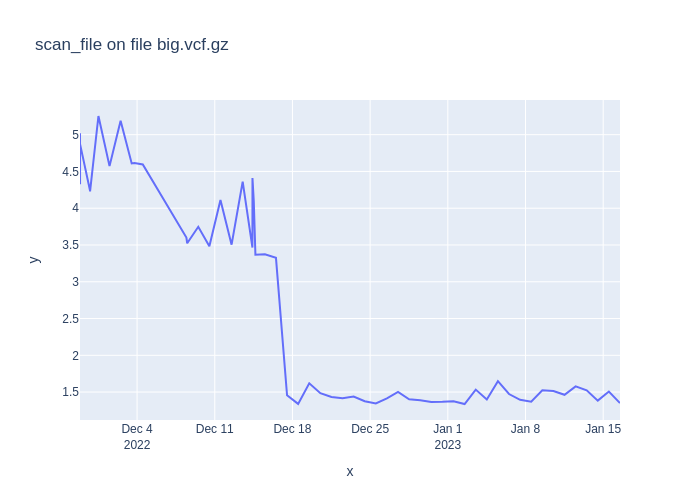 scan_file on file big.vcf.gz
y
5
4.5
4
3.5
3
2.5
2
1.5
Dec 4
2022
Dec 11
Dec 18
Dec 25
Jan 1
2023
Jan 8
Jan 15
x